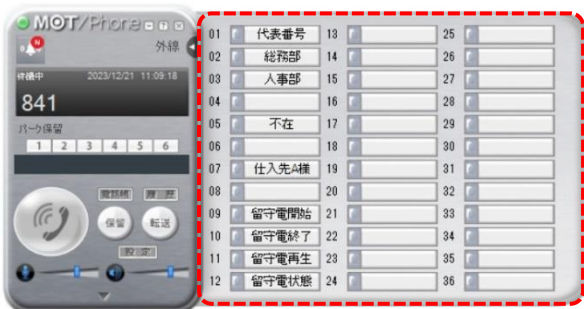 MOT/Phone
N
外線
待機中 2023/12/21 11:09:18
841
パーク保留
1 2 3 4 5 6
電話帳 履歴
保留 転送
設定
01 代表番号 13 25
02 総務部 14 26
03 人事部 15 27
04 16 28
05 不在 17 29
06 18 30
07 仕入先A様 19 31
08 20 32
09 留守電開始 21 33
10 留守電終了 22 34
11 留守電再生 23 35
12 留守電状態 24 36